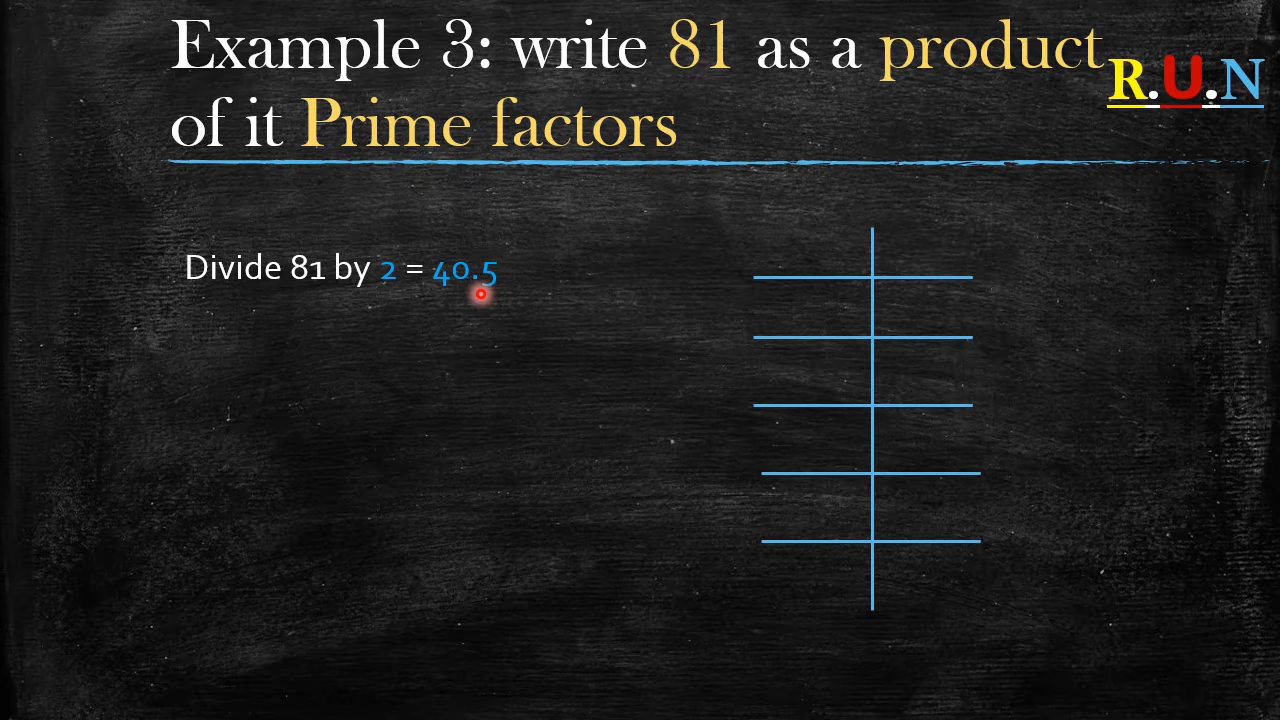 Example 3: write 81 as a product
of it Prime factors
R.U.N
Divide 81 by 2 = 40.5